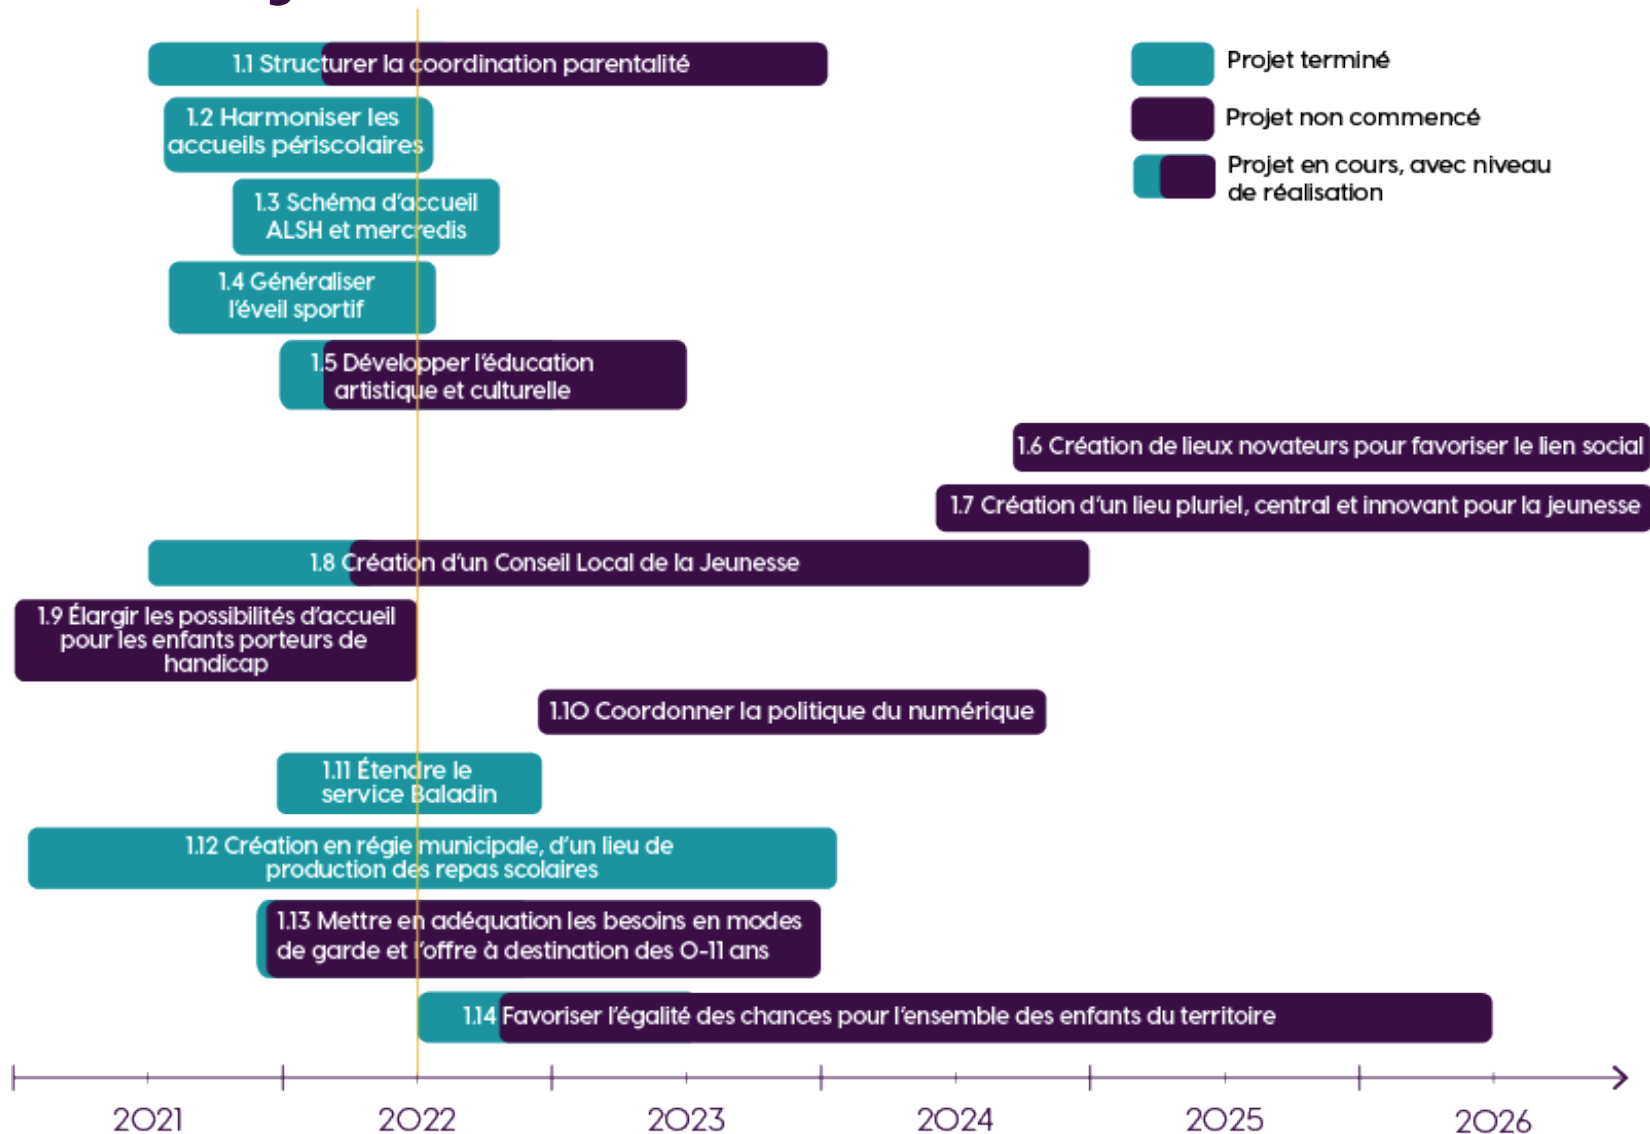 1.1 Structurer la coordination parentalité
1.2 Harmoniser les
accueils périscolaires
1.3 Schéma d'accueil
ALSH et mercredis
1.4 Généraliser
l'éveil sportif
1.5 Développer l'éducation
artistique et culturelle
1.6 Création de lieux novateurs pour favoriser le lien social
1.7 Création d'un lieu pluriel, central et innovant pour la jeunesse
1.8 Création d'un Conseil Local de la Jeunesse
1.9 Élargir les possibilités d'accueil
pour les enfants porteurs de
handicap
1.10 Coordonner la politique du numérique
1.11 Étendre le
service Baladin
1.12 Création en régie municipale, d'un lieu de
production des repas scolaires
1.13 Mettre en adéquation les besoins en modes
de garde et l'offre à destination des 0-11 ans
1.14 Favoriser l'égalité des chances pour l'ensemble des enfants du territoire
Projet terminé
Projet non commencé
Projet en cours, avec niveau
de réalisation
2021
2022
2023
2024
2025
2026